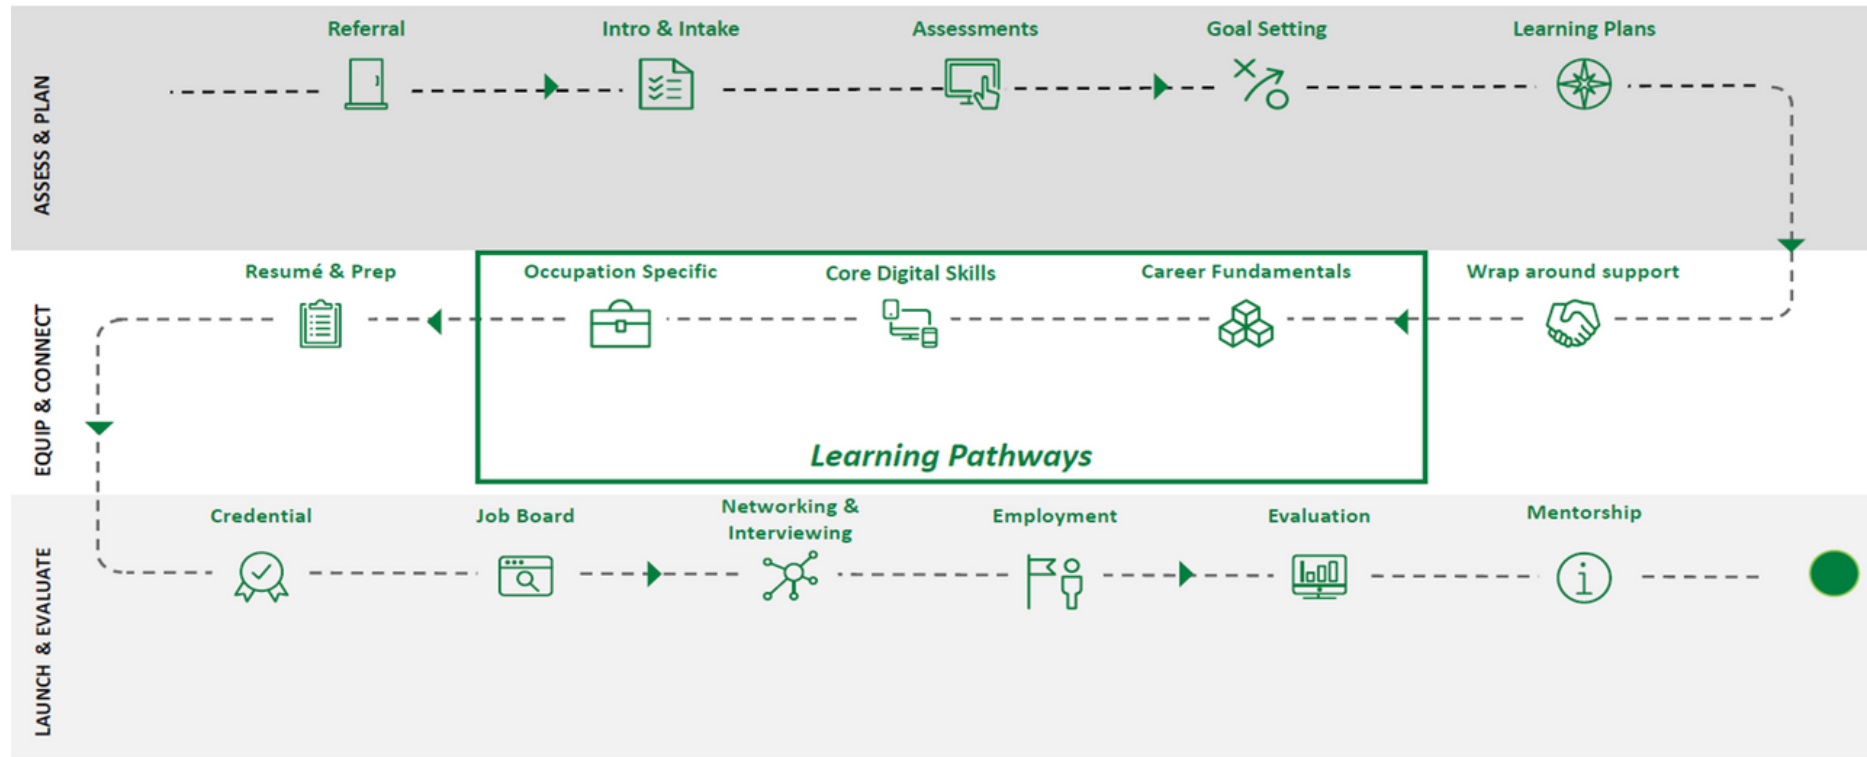 ASSESS & PLAN
Referral
Intro & Intake
Assessments
Goal Setting
Learning Plans
EQUIP & CONNECT
Resumé & Prep
Occupation Specific
Core Digital Skills
Career Fundamentals
Wrap around support
Learning Pathways
LAUNCH & EVALUATE
Credential
Job Board
Networking &
Interviewing
Employment
Evaluation
Mentorship